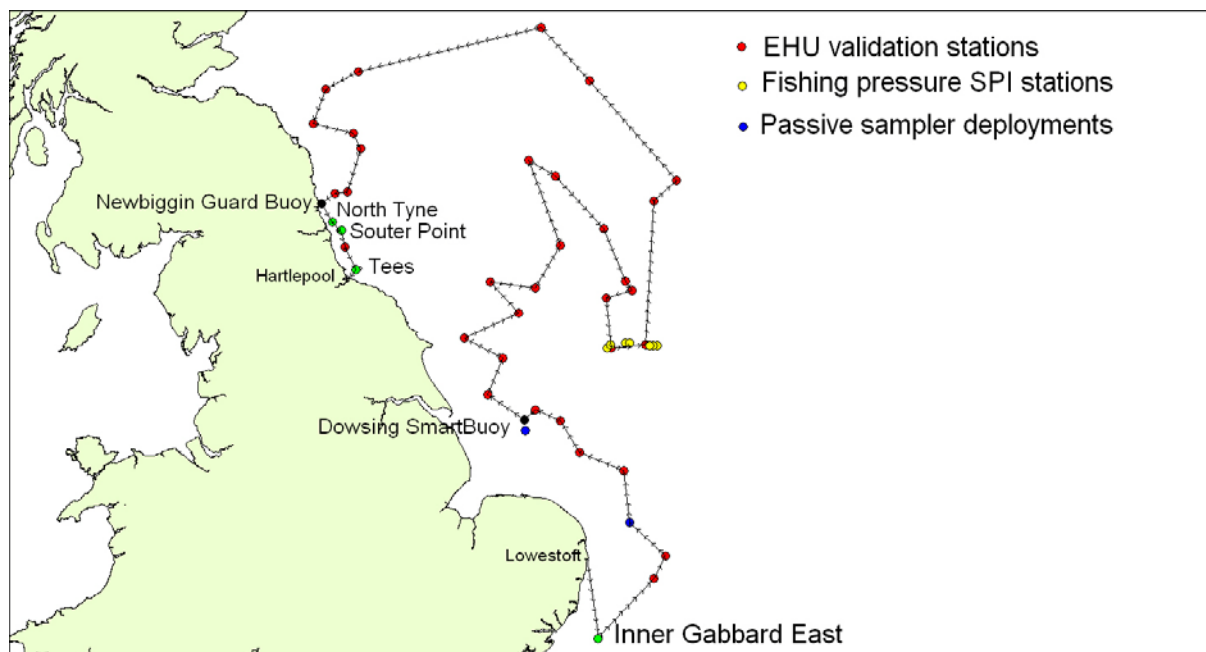 EHU validation stations
Fishing pressure SPI stations
Passive sampler deployments
Newbiggin Guard Buoy
North Tyne
Souter Point
Tees
Hartlepool
Dowsing SmartBuoy
Lowestoft
Inner Gabbard East